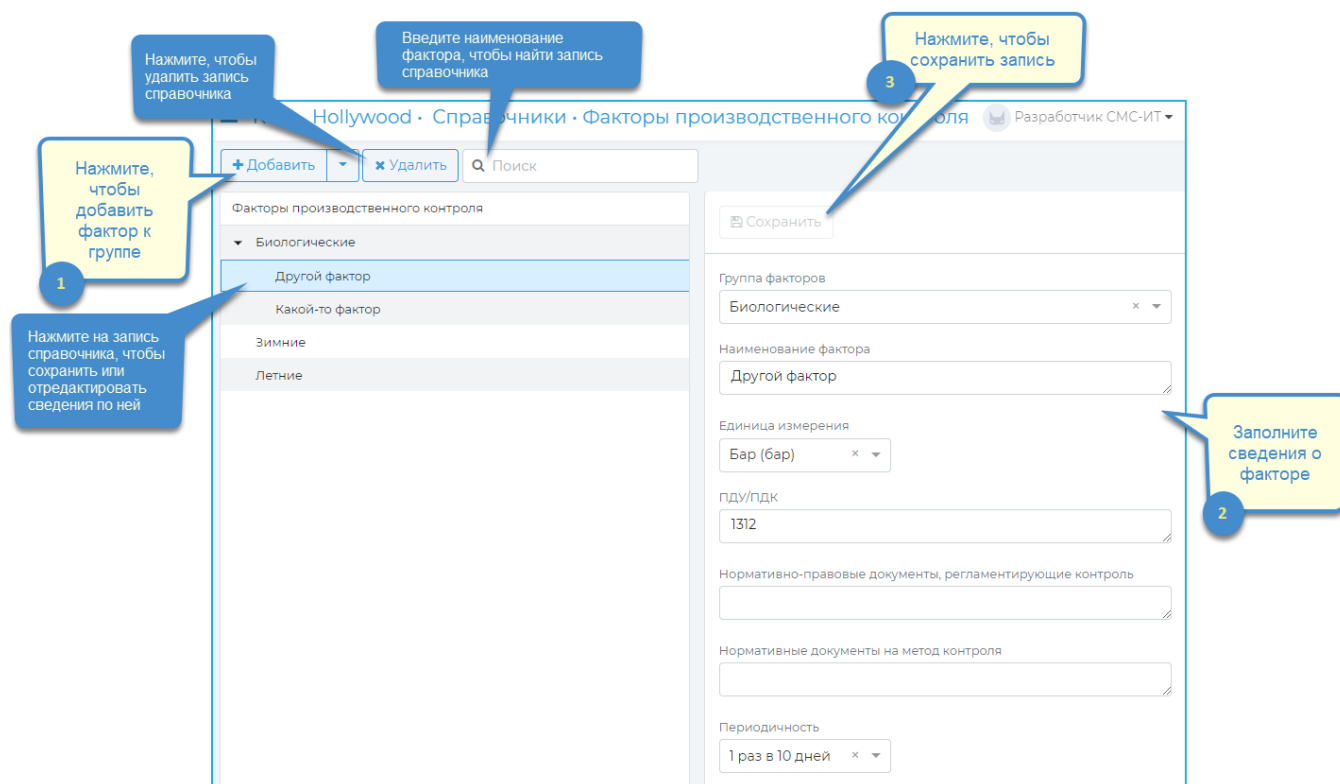 Нажмите, чтобы
удалить запись
справочника
Введите наименование
фактора, чтобы найти запись
справочника
Нажмите, чтобы
сохранить запись
3
Hollywood · Справочники · Факторы производственного контроля
Разработчик СМС-ИТ
Добавить
Удалить
Поиск
Нажмите,
чтобы
добавить
фактор к
группе
1
Нажмите на запись
справочника, чтобы
сохранить или
отредактировать
сведения по ней
Факторы производственного контроля
Биологические
Другой фактор
Какой-то фактор
Зимние
Летние
Сохранить
Группа факторов
Биологические
Наименование фактора
Другой фактор
Единица измерения
Бар (бар)
ПДУ/ПДК
1312
Нормативно-правовые документы, регламентирующие контроль
Нормативные документы на метод контроля
Периодичность
1 раз в 10 дней
Заполните
сведения о
факторе
2